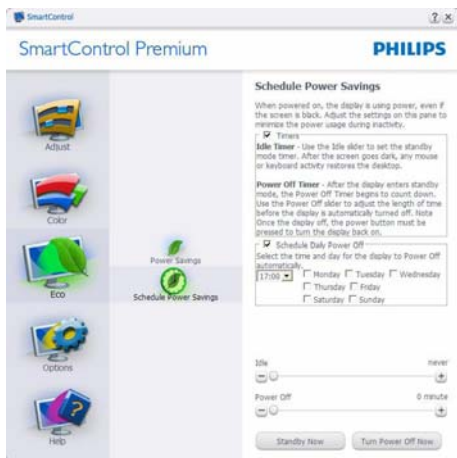 SmartControl
SmartControl Premium
PHILIPS
Adjust
Color
Eco
Options
Help
Power Savings
Schedule Power Savings
Schedule Power Savings
When powered on, the display is using power, even if
the screen is black. Adjust the settings on this pane to
minimize the power usage during inactivity.
Timers
Idle Timer - Use the Idle slider to set the standby
mode timer. After the screen goes dark, any mouse
or keyboard activity restores the desktop.
Power Off Timer - After the display enters standby
mode, the Power Off Timer begins to count down.
Use the Power Off slider to adjust the length of time
before the display is automatically turned off. Note
Once the display off, the power button must be
pressed to turn the display back on.
Schedule Daily Power Off
Select the time and day for the display to Power Off
automatically.
17:00 Monday Tuesday Wednesday
Thursday Friday
Saturday Sunday
Idle never
Power Off 0 minute
Standby Now Turn Power Off Now